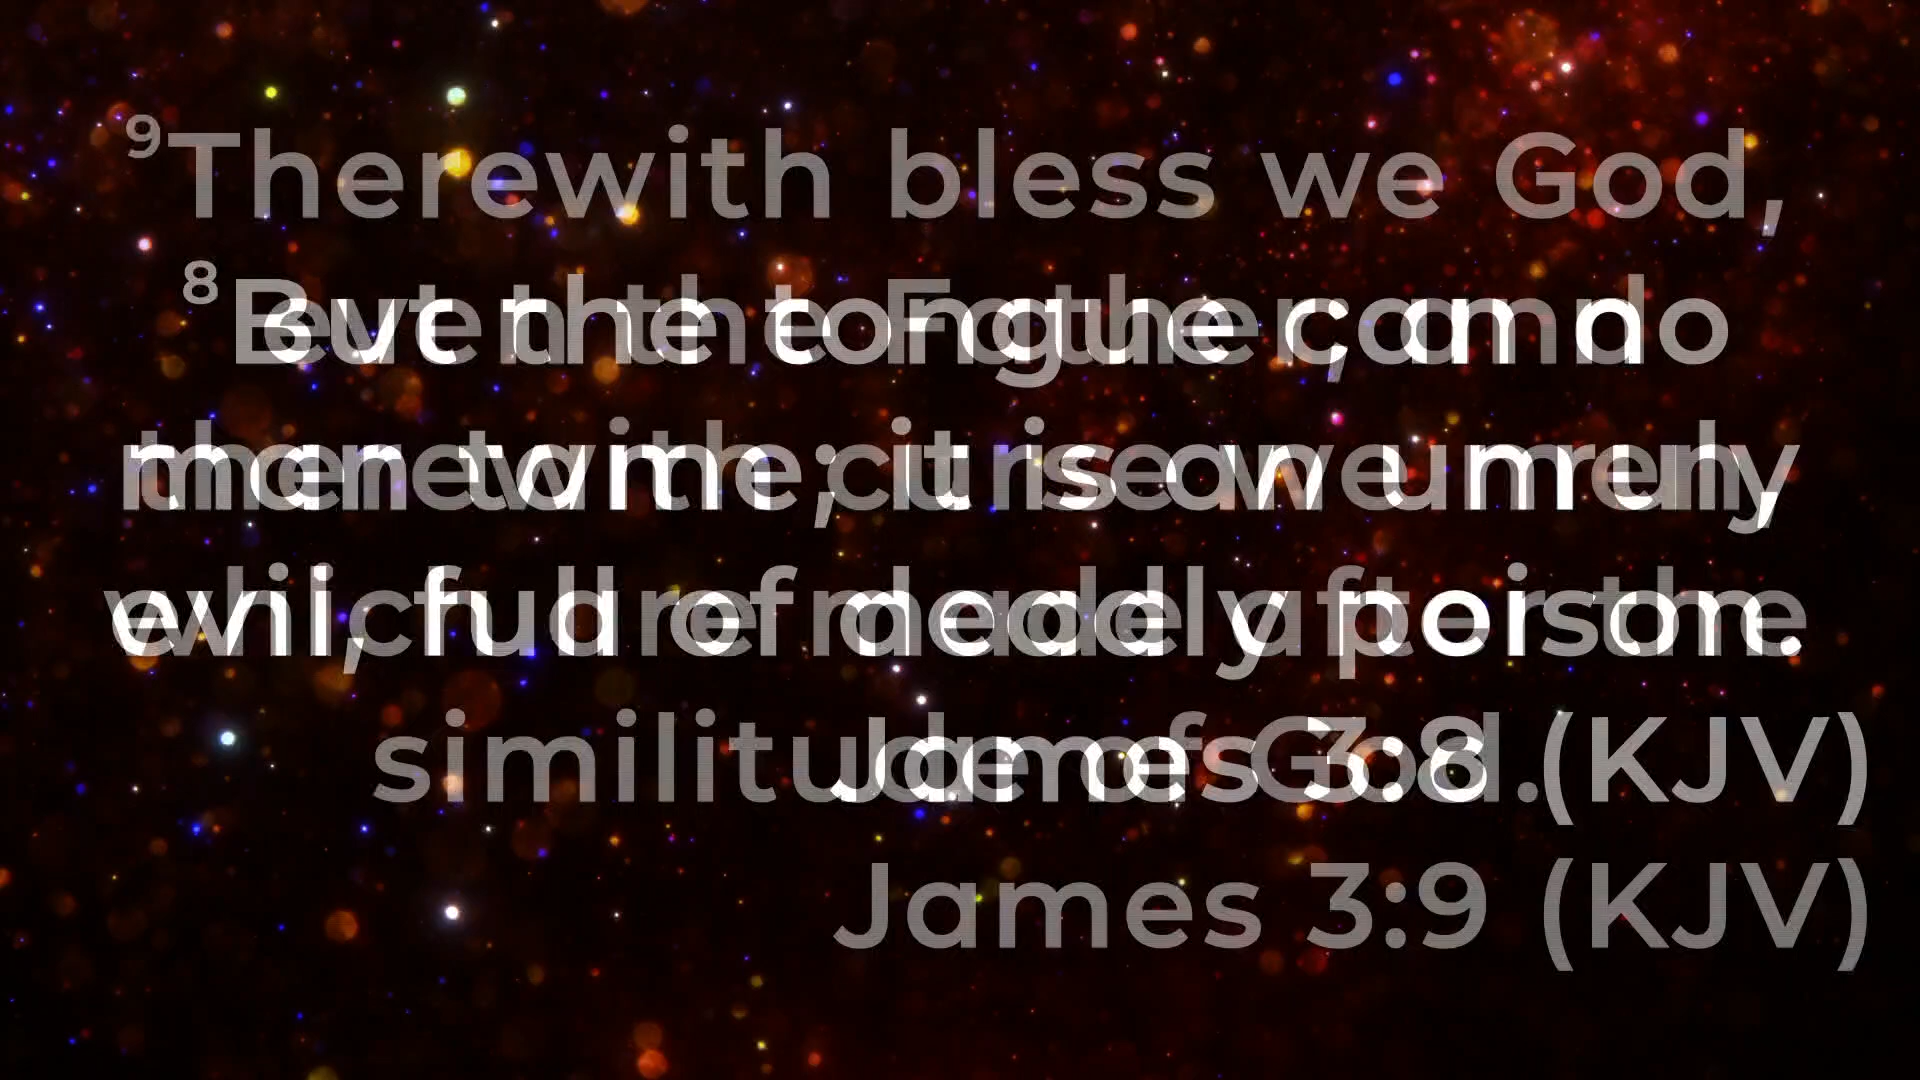 ⁹Therewith bless we God,
even the Father; and
therewith curse we men,
which are made after the
similitude of God.
James 3:9 (KJV)
⁸But the tongue can no
man tame; it is an unruly
evil, full of deadly poison.
James 3:8 (KJV)